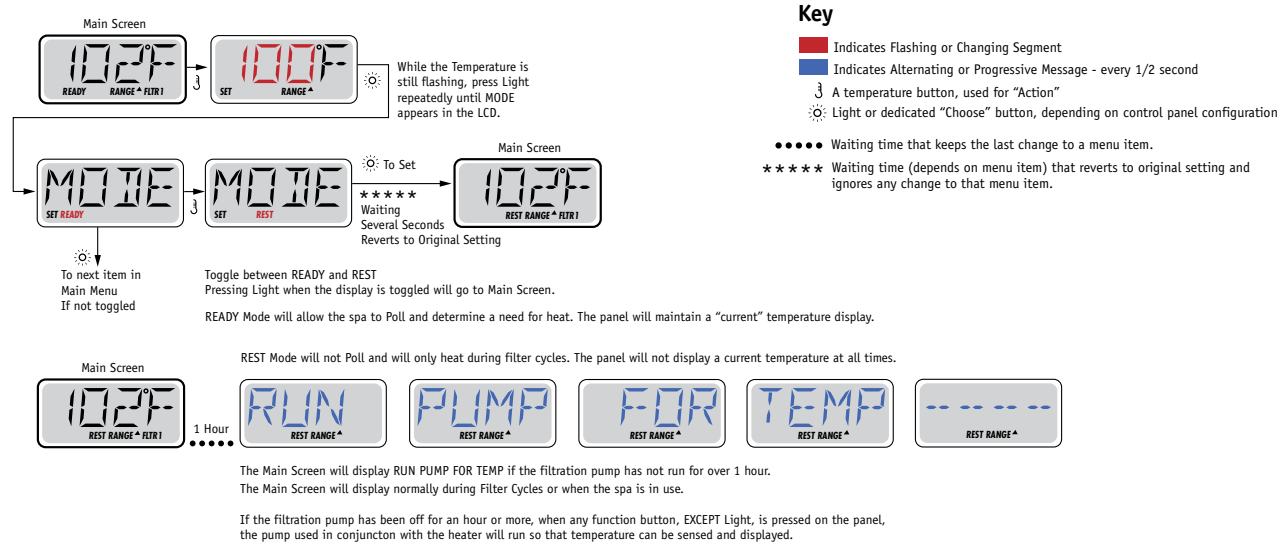 Main Screen
102°F
READY RANGE▲ FLTR1
100°F
SET RANGE▲
While the Temperature is
still flashing, press Light
repeatedly until MODE
appears in the LCD.
Key
Indicates Flashing or Changing Segment
Indicates Alternating or Progressive Message - every 1/2 second
A temperature button, used for “Action”
Light or dedicated “Choose” button, depending on control panel configuration
●●●●● Waiting time that keeps the last change to a menu item.
***** Waiting time (depends on menu item) that reverts to original setting and
ignores any change to that menu item.
MODE
SET READY
MODE
SET REST
To Set
*****
Waiting
Several Seconds
Reverts to Original Setting
Main Screen
102°F
REST RANGE▲ FLTR1
To next item in
Main Menu
If not toggled
Toggle between READY and REST
Pressing Light when the display is toggled will go to Main Screen.
READY Mode will allow the spa to Poll and determine a need for heat. The panel will maintain a “current” temperature display.
REST Mode will not Poll and will only heat during filter cycles. The panel will not display a current temperature at all times.
Main Screen
102°F
REST RANGE▲ FLTR1
1 Hour
●●●●●
RUN
REST RANGE▲
PUMP
REST RANGE▲
FOR
REST RANGE▲
TEMP
REST RANGE▲
-- -- -- --
REST RANGE▲
The Main Screen will display RUN PUMP FOR TEMP if the filtration pump has not run for over 1 hour.
The Main Screen will display normally during Filter Cycles or when the spa is in use.
If the filtration pump has been off for an hour or more, when any function button, EXCEPT Light, is pressed on the panel,
the pump used in conjuncton with the heater will run so that temperature can be sensed and displayed.